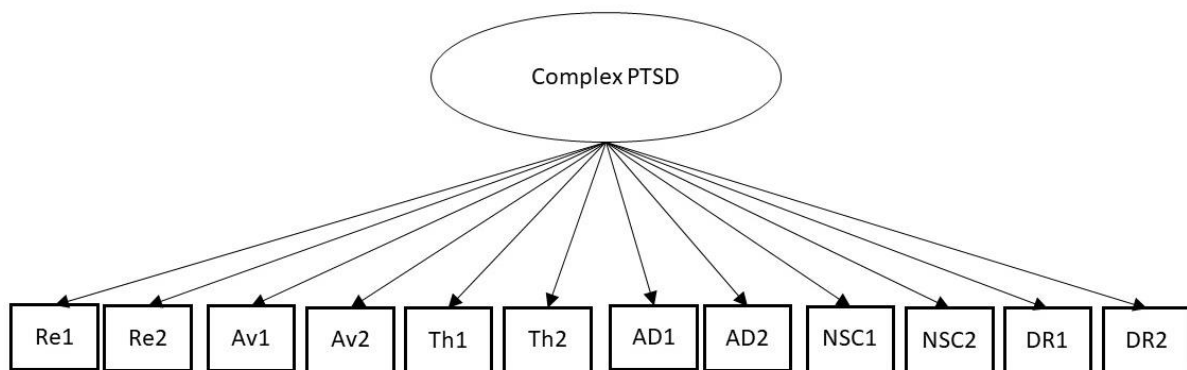 Complex PTSD
Re1 Re2 Av1 Av2 Th1 Th2 AD1 AD2 NSC1 NSC2 DR1 DR2